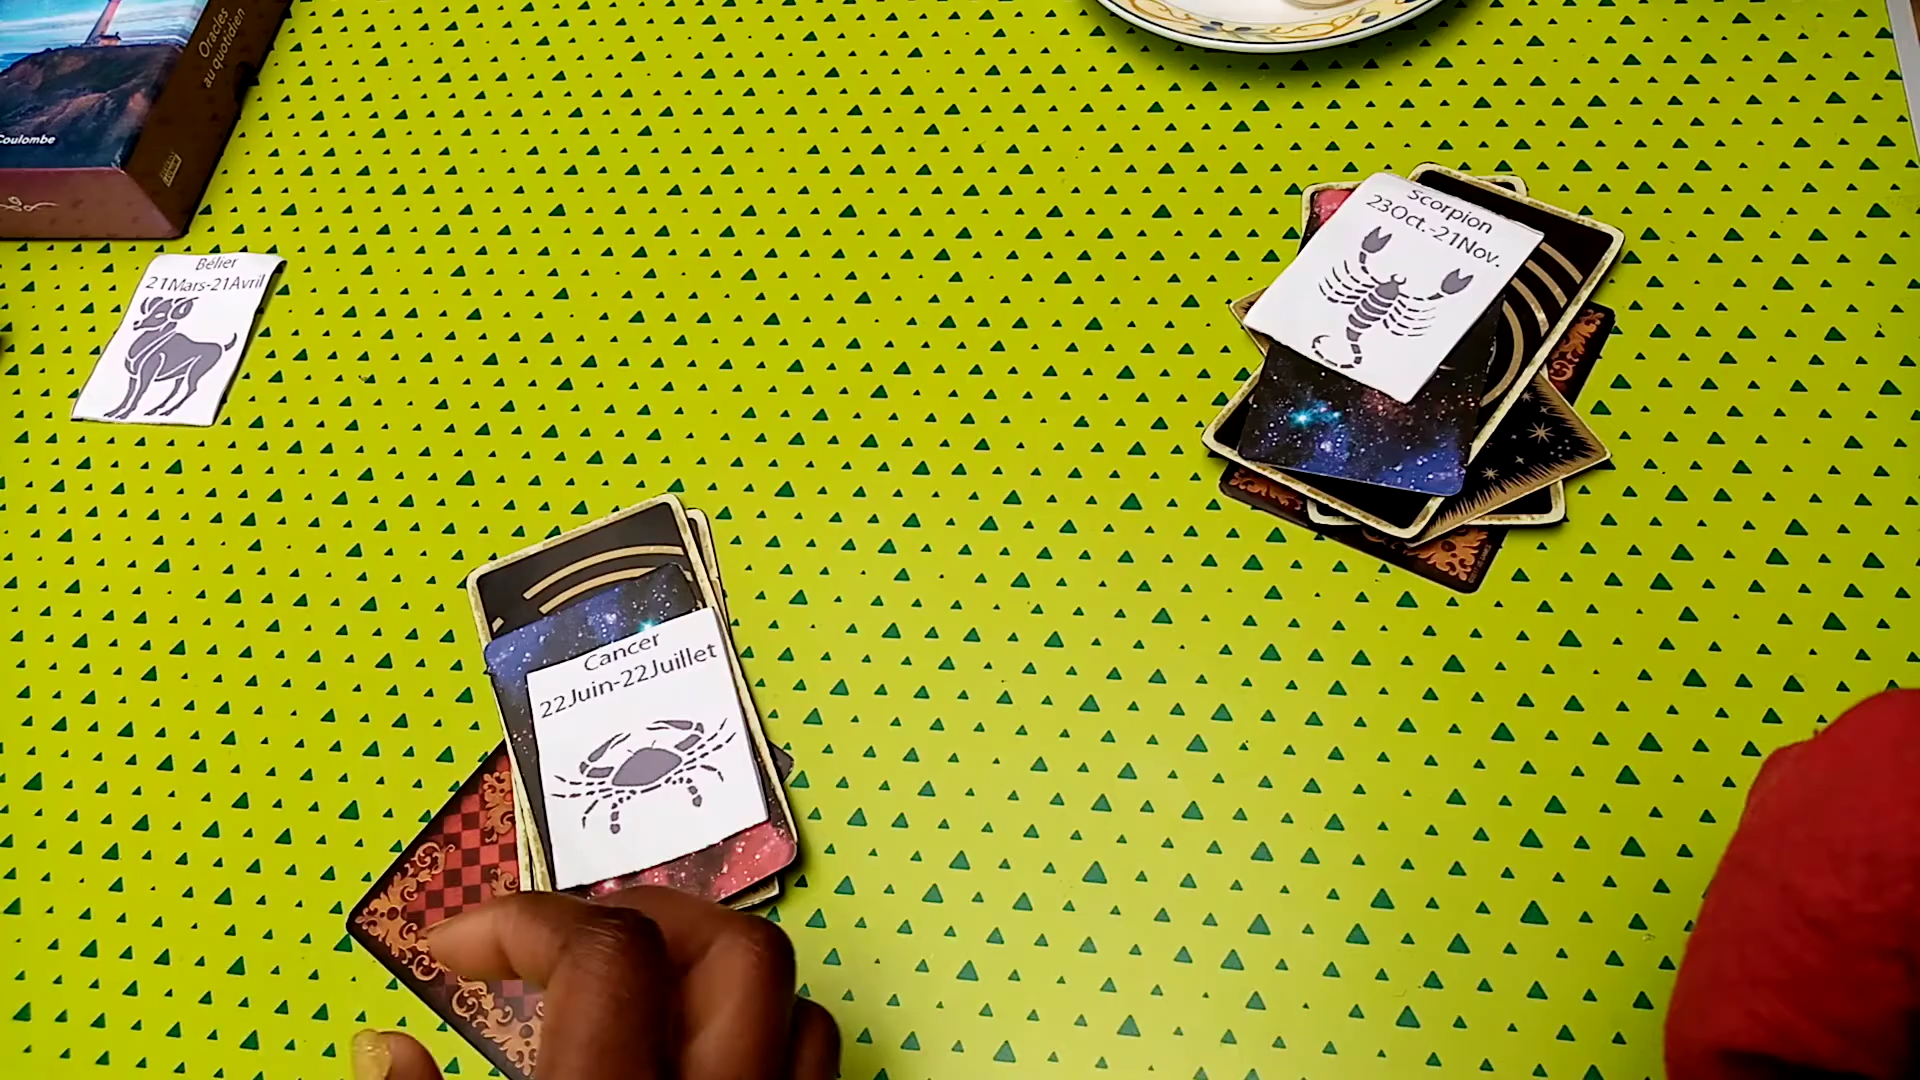 Oracles
au quotidien
Coulombe
Bélier
21Mars-21Avril
Scorpion
23Oct.-21Nov.
Cancer
22Juin-22Juillet